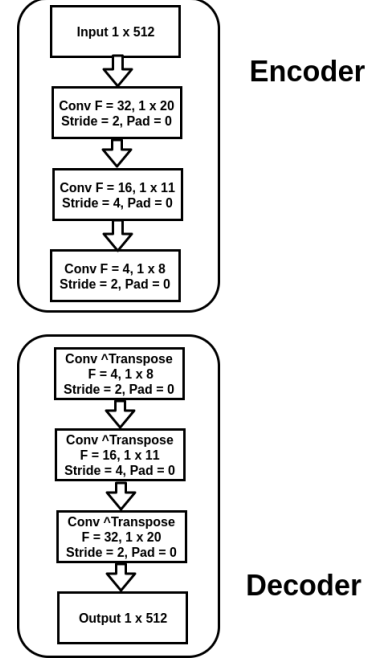 Input 1 x 512
Encoder
Conv F = 32, 1 x 20
Stride = 2, Pad = 0
Conv F = 16, 1 x 11
Stride = 4, Pad = 0
Conv F = 4, 1 x 8
Stride = 2, Pad = 0
Conv ^Transpose
F = 4, 1 x 8
Stride = 2, Pad = 0
Conv ^Transpose
F = 16, 1 x 11
Stride = 4, Pad = 0
Conv ^Transpose
F = 32, 1 x 20
Stride = 2, Pad = 0
Decoder
Output 1 x 512